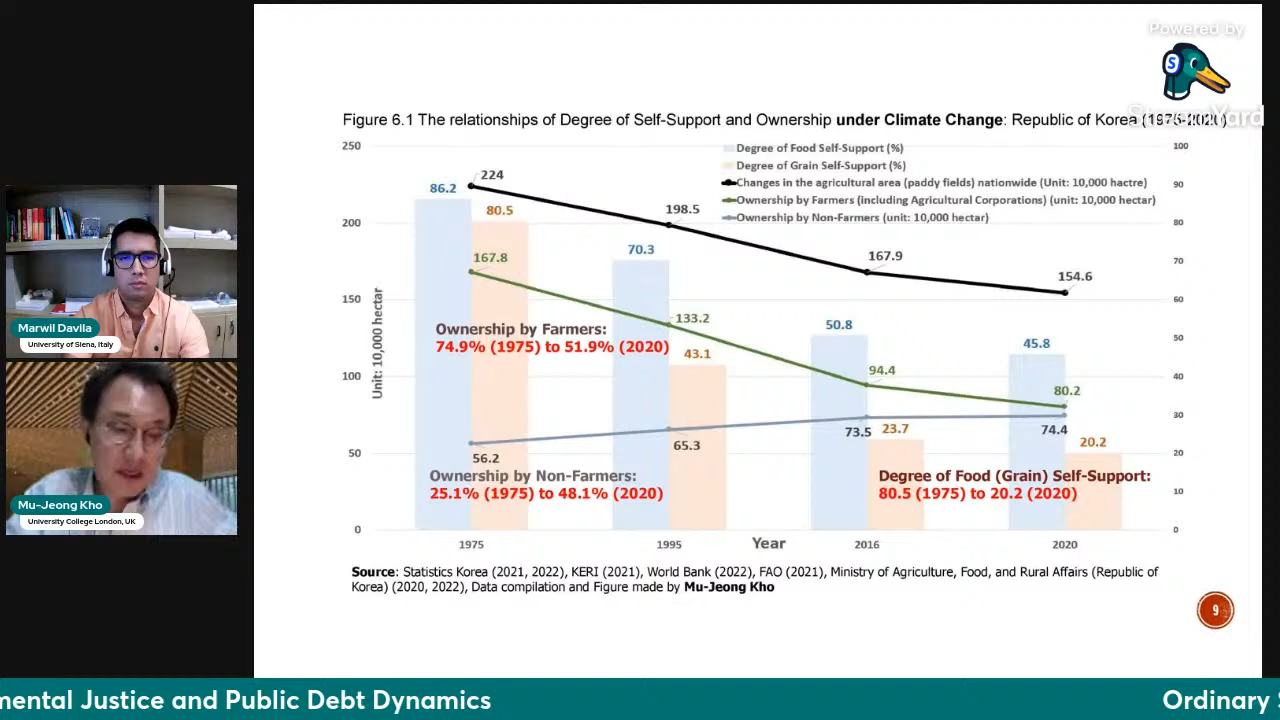 Powered by
S
StreamYard
Figure 6.1 The relationships of Degree of Self-Support and Ownership under Climate Change: Republic of Korea (1975-2020)
Degree of Food Self-Support (%)
Degree of Grain Self-Support (%)
Changes in the agricultural area (paddy fields) nationwide (Unit: 10,000 hactre)
Ownership by Farmers (including Agricultural Corporations) (unit: 10,000 hectar)
Ownership by Non-Farmers (unit: 10,000 hectar)
250
200
150
100
50
0
Unit: 10,000 hectar
100
90
80
70
60
50
40
30
20
10
0
224
198.5
167.9
154.6
86.2
80.5
70.3
43.1
50.8
23.7
45.8
20.2
167.8
133.2
94.4
80.2
56.2
65.3
73.5
74.4
Ownership by Farmers:
74.9% (1975) to 51.9% (2020)
Ownership by Non-Farmers:
25.1% (1975) to 48.1% (2020)
Degree of Food (Grain) Self-Support:
80.5 (1975) to 20.2 (2020)
1975
1995
Year
2016
2020
Source: Statistics Korea (2021, 2022), KERI (2021), World Bank (2022), FAO (2021), Ministry of Agriculture, Food, and Rural Affairs (Republic of
Korea) (2020, 2022), Data compilation and Figure made by Mu-Jeong Kho
9
Marwil Davila
University of Siena, Italy
Mu-Jeong Kho
University College London, UK
mental Justice and Public Debt Dynamics
Ordinary S